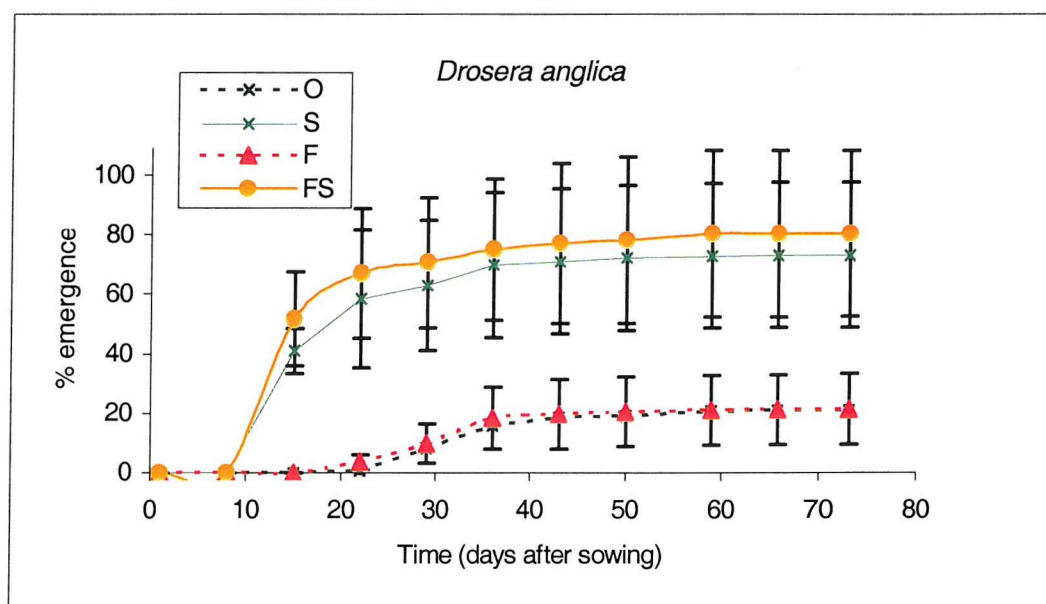 Drosera anglica
O
S
F
FS
% emergence
100
80
60
40
20
0
0 10 20 30 40 50 60 70 80
Time (days after sowing)